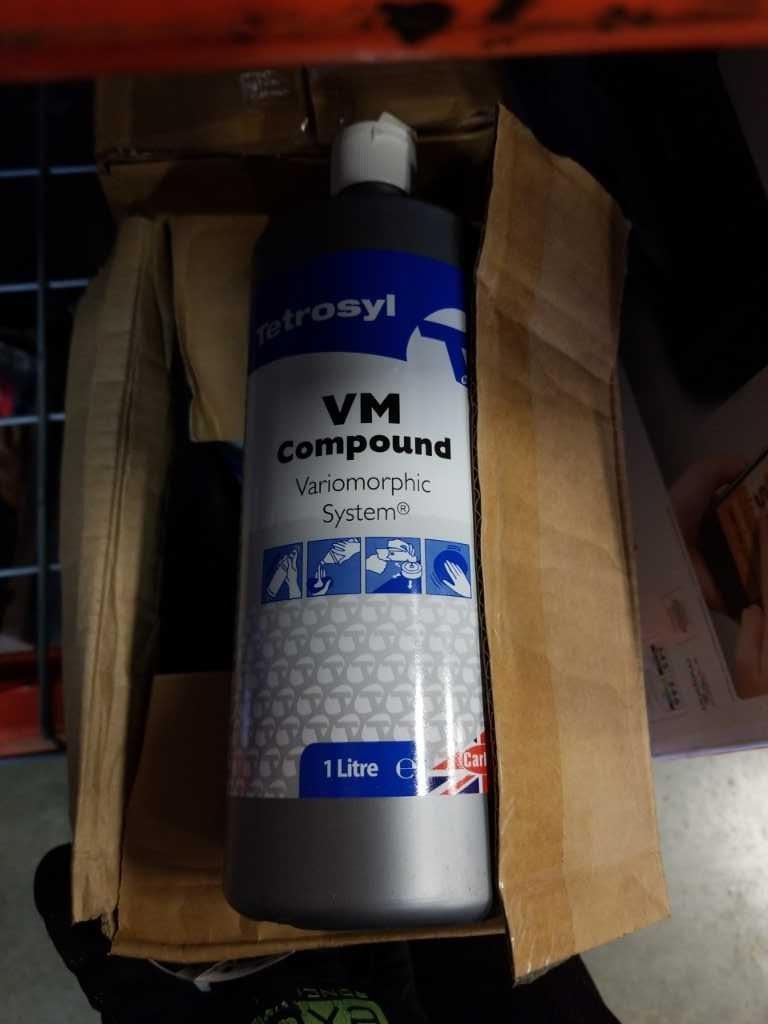 Tetrosyl
VM
Compound
Variomorphic
System®
1 Litre ℮